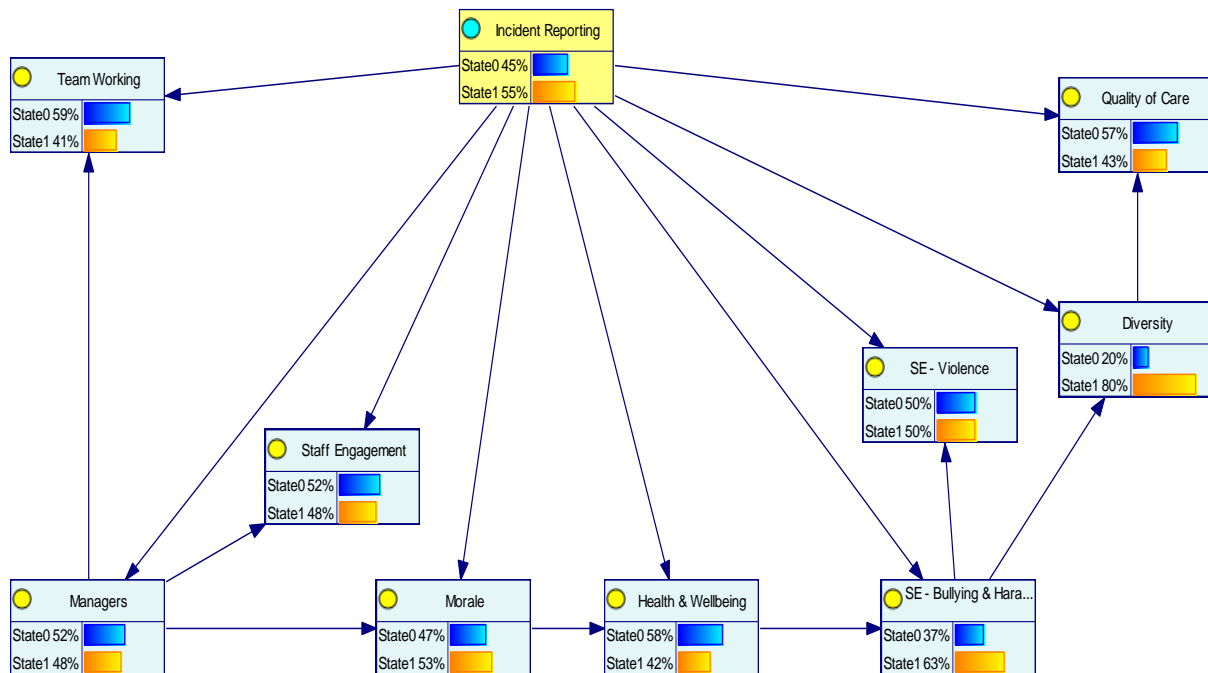 Incident Reporting
State0 45%
State1 55%
Team Working
State0 59%
State1 41%
Quality of Care
State0 57%
State1 43%
Diversity
State0 20%
State1 80%
SE - Violence
State0 50%
State1 50%
Staff Engagement
State0 52%
State1 48%
Managers
State0 52%
State1 48%
Morale
State0 47%
State1 53%
Health & Wellbeing
State0 58%
State1 42%
SE - Bullying & Hara...
State0 37%
State1 63%